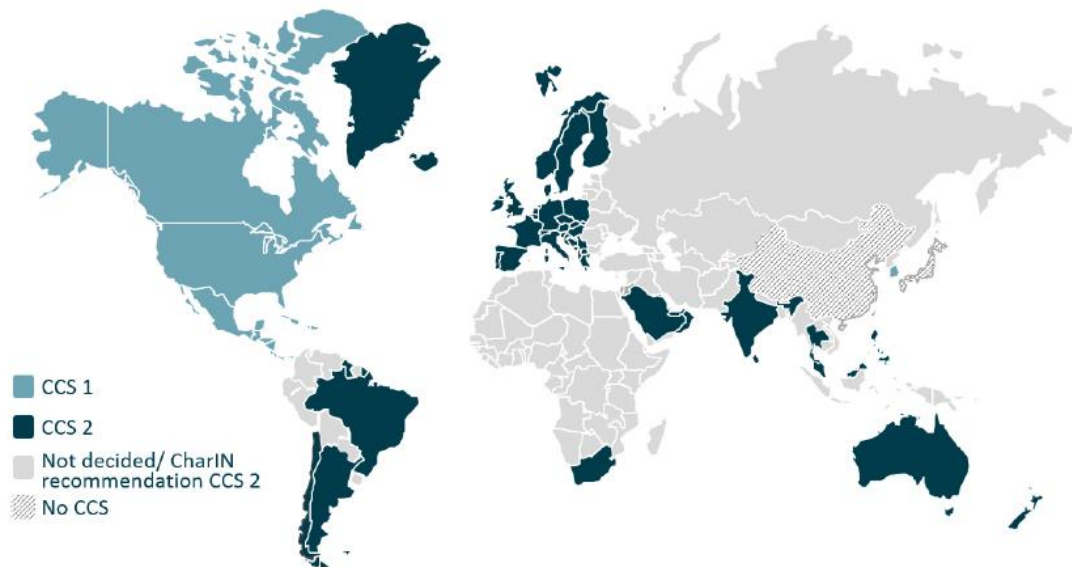 CCS 1
CCS 2
Not decided/ CharIN
recommendation CCS 2
No CCS